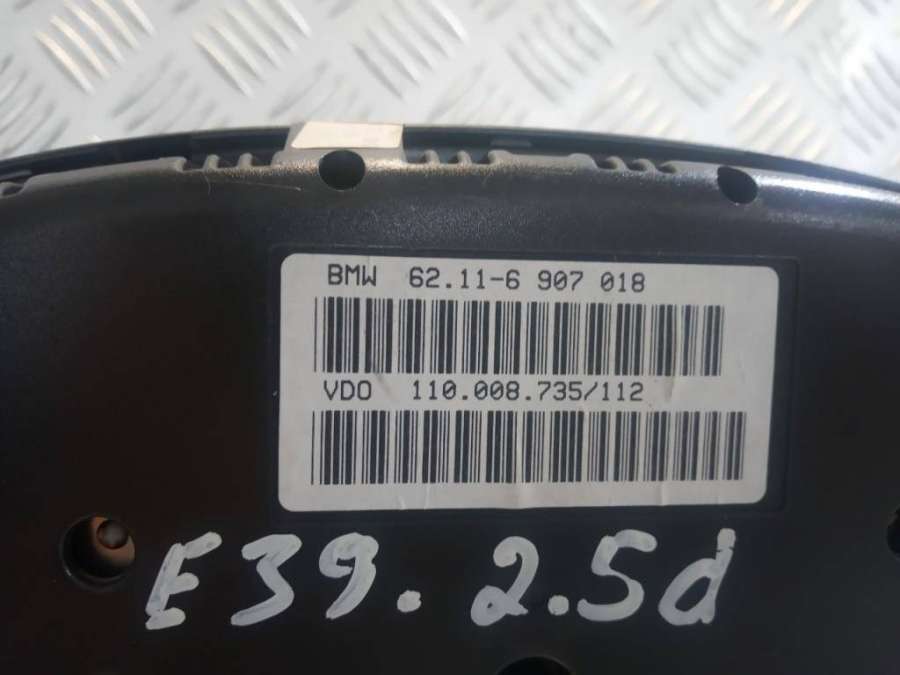 BMW 62.11-6 907 018
VDO 110.008.735/112
E39. 2.5d